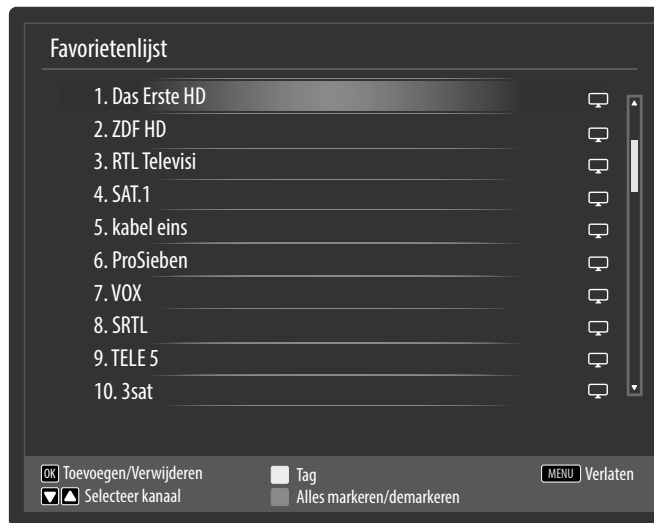 Favorietenlijst
1. Das Erste HD
2. ZDF HD
3. RTL Televisi
4. SAT.1
5. kabel eins
6. ProSieben
7. VOX
8. SRTL
9. TELE 5
10. 3sat
OK Toevoegen/Verwijderen Tag MENU Verlaten
Selecteer kanaal Alles markeren/demarkeren